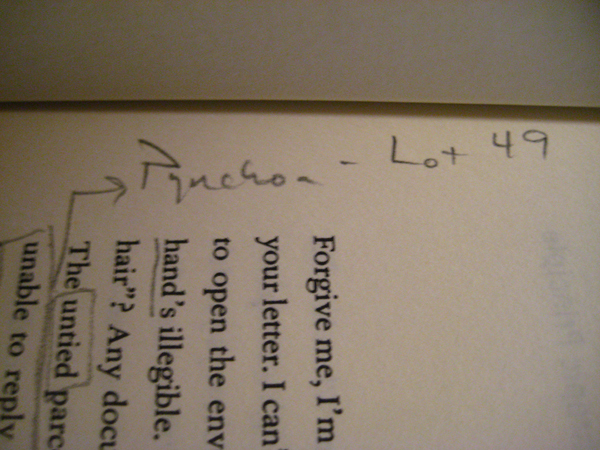 Pynchon - Lot 49
Forgive me, I'm
your letter. I can'
to open the env
hand's illegible.
hair"? Any docu
The untied parc
unable to reply